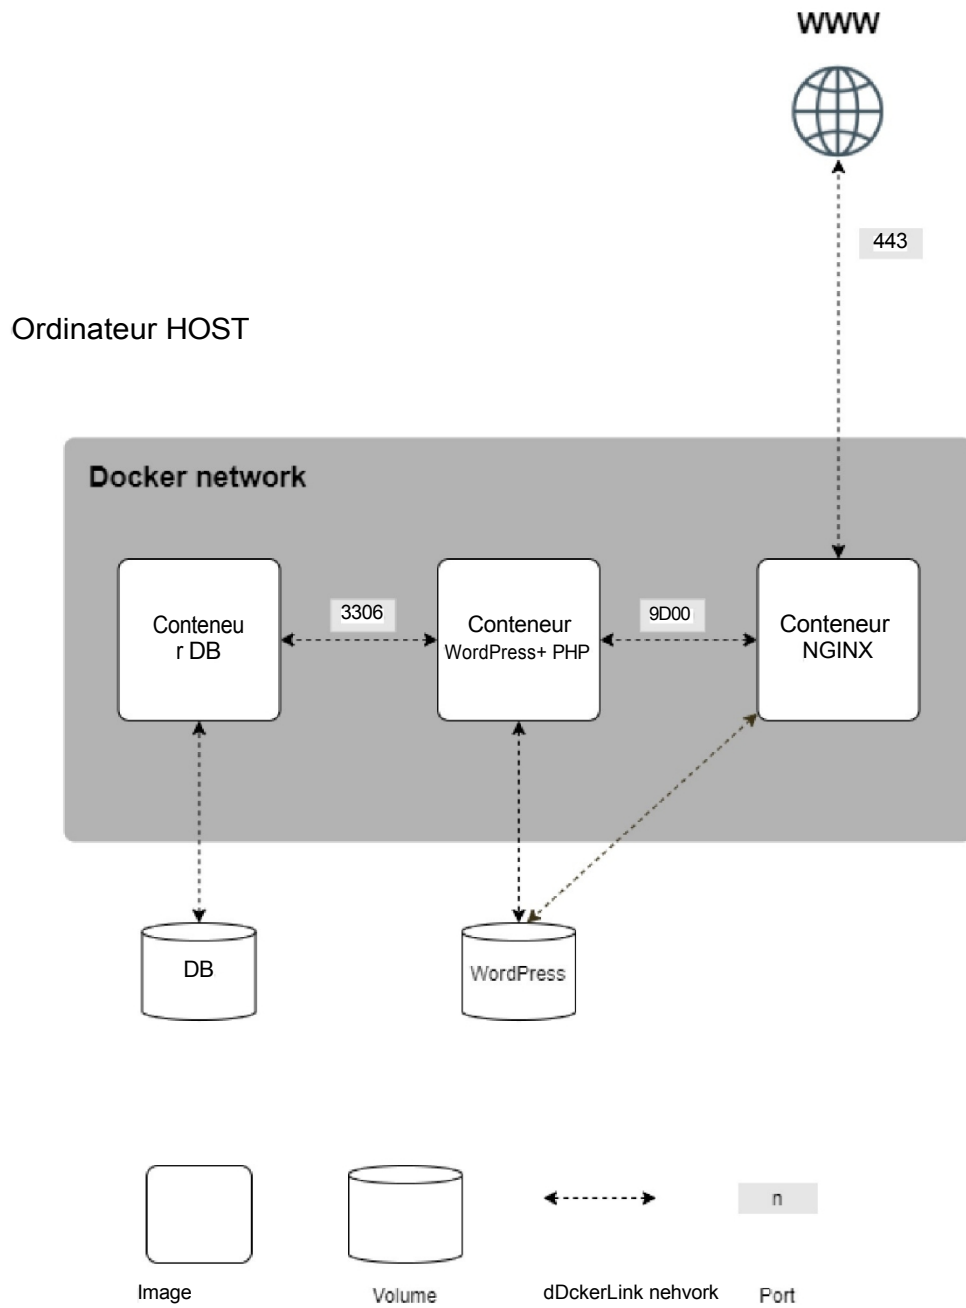 WWW
443
Ordinateur HOST
Docker network
3306
9D00
Conteneu
r DB
Conteneur
WordPress+ PHP
Conteneur
NGINX
DB
WordPress
n
Image
Volume
dDckerLink nehvork
Port